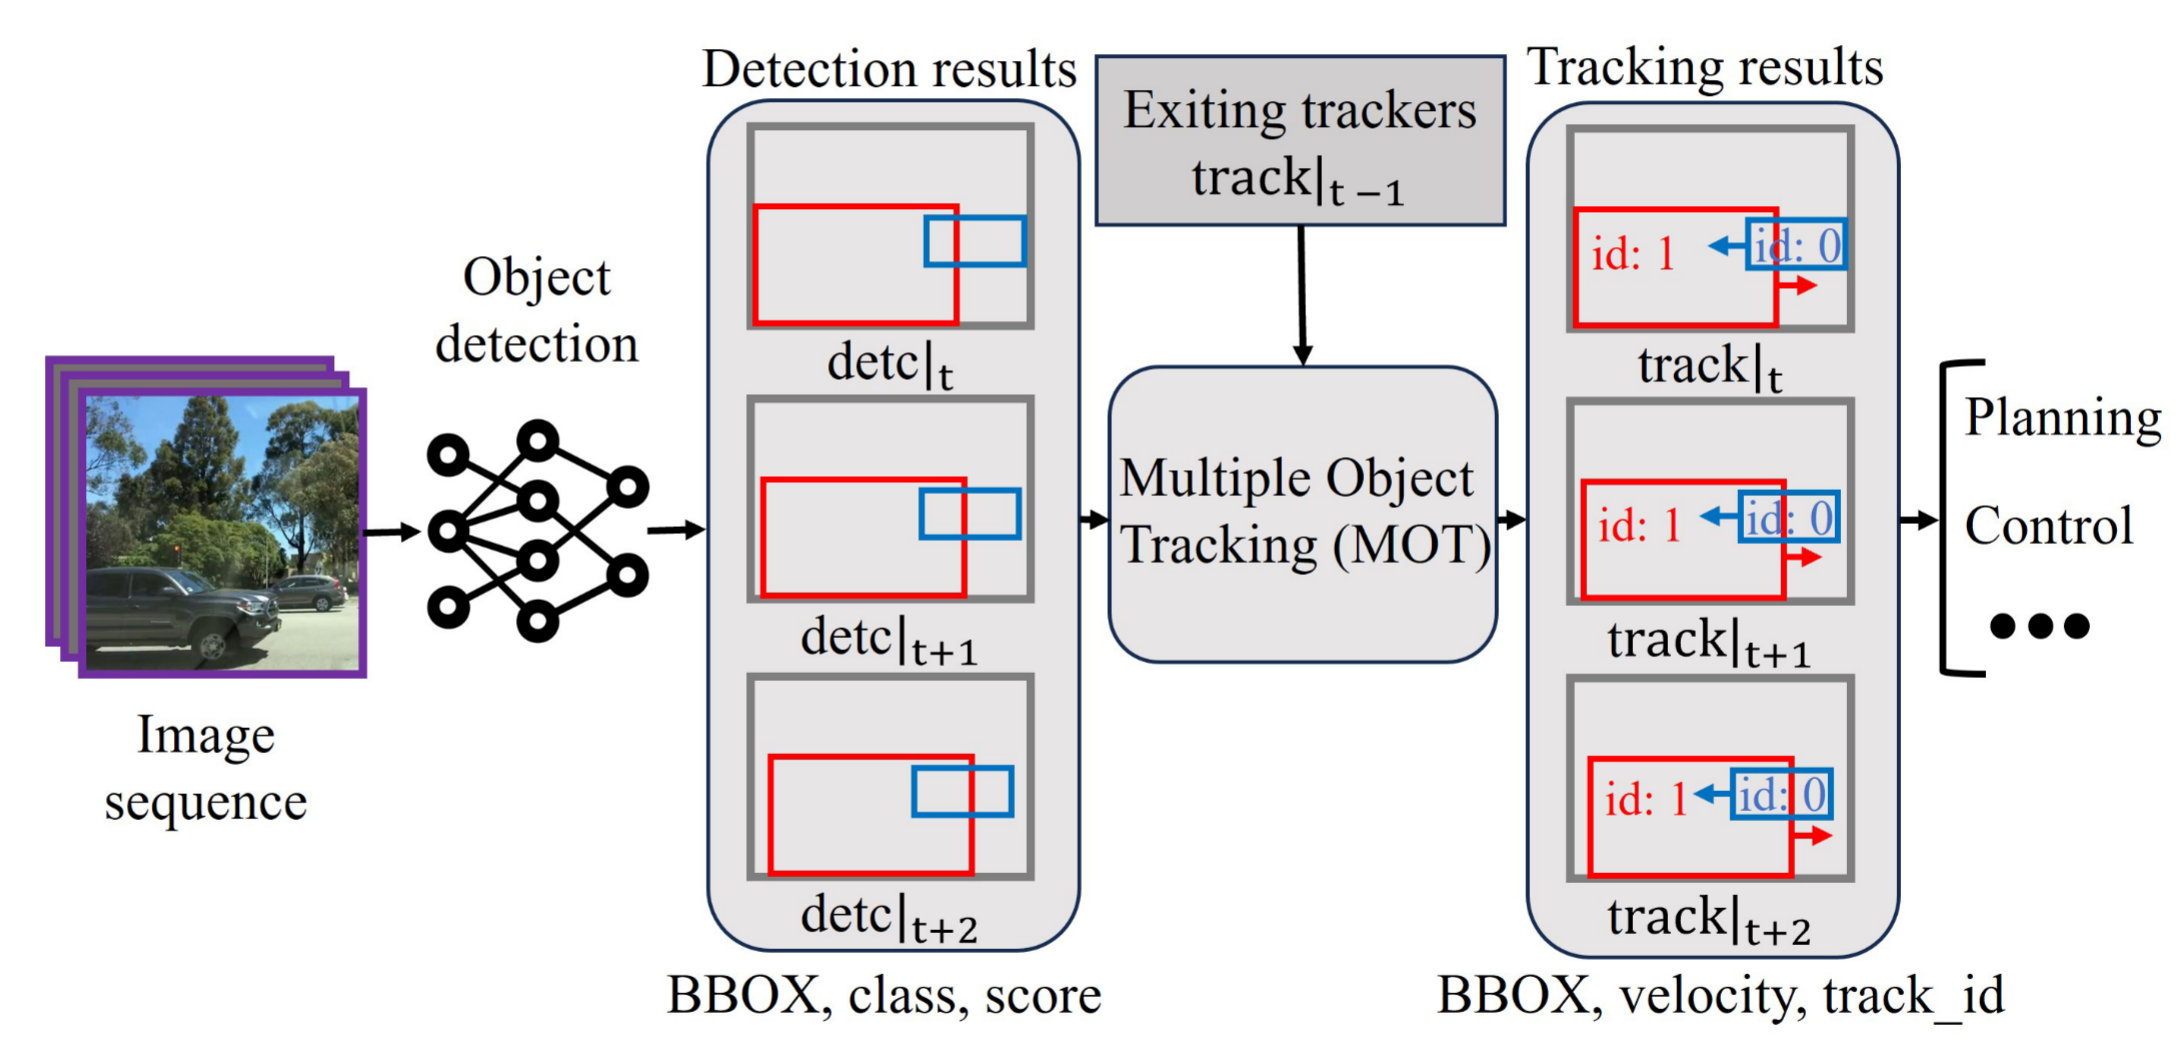 Image
sequence
Object
detection
Detection results
detc|t
detc|t+1
detc|t+2
BBOX, class, score
Exiting trackers
track|t −1
Multiple Object
Tracking (MOT)
Tracking results
id: 1
id: 0
track|t
id: 1
id: 0
track|t+1
id: 1
id: 0
track|t+2
BBOX, velocity, track_id
Planning
Control